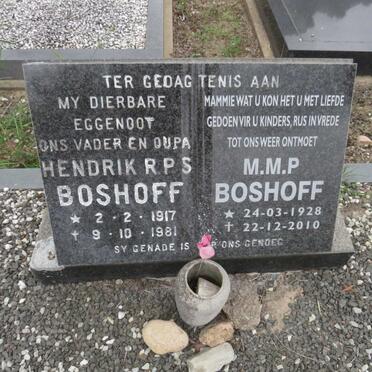 TER GEDAGTENIS AAN
MY DIERBARE
EGGENOOT
ONS VADER EN OUPA
HENDRIK R.P.S
BOSHOFF
★ 2-2-1917
✝ 9-10-1981
MAMMIE WAT U KON HET U MET LIEFDE
GEDOEN VIR U KINDERS, RUS IN VREDE
TOT ONS WEER ONTMOET
M.M.P
BOSHOFF
★ 24-03-1928
✝ 22-12-2010
SY GENADE IS VIR ONS GENOEG